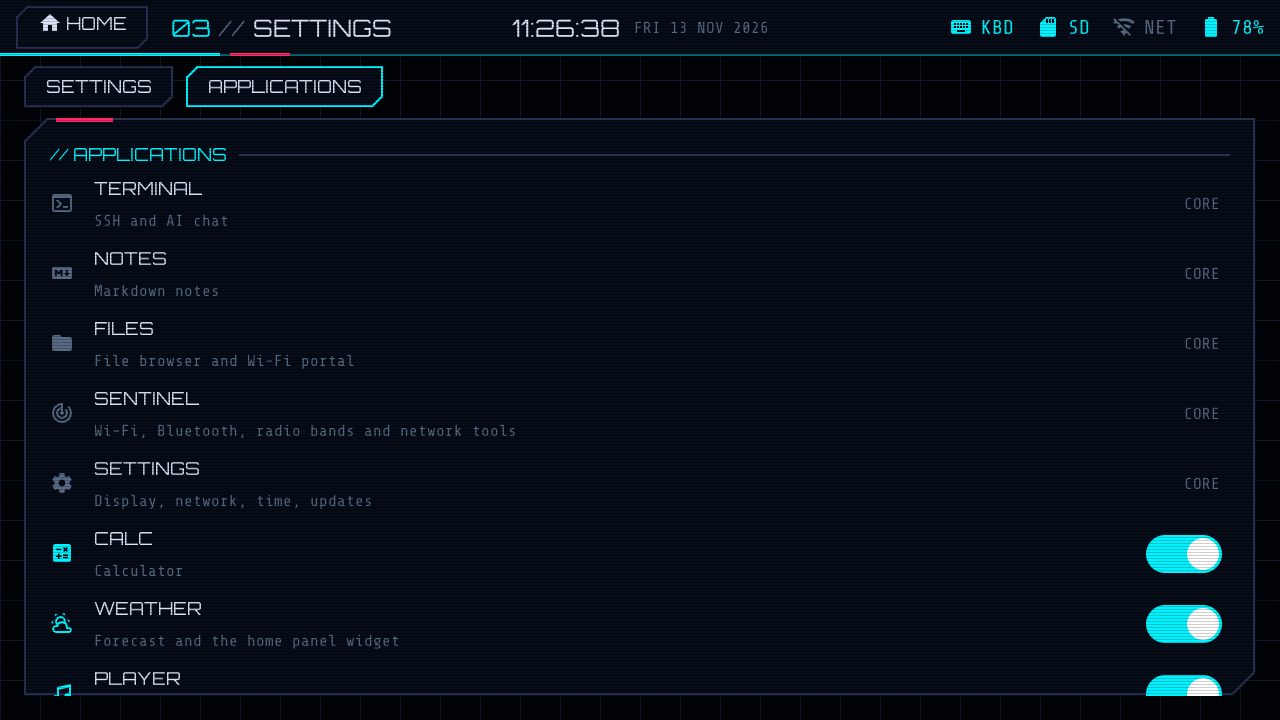 HOME 03 // SETTINGS 11:26:38 FRI 13 NOV 2026 KBD SD NET 78%
SETTINGS APPLICATIONS
// APPLICATIONS
TERMINAL
SSH and AI chat
CORE
NOTES
Markdown notes
CORE
FILES
File browser and Wi-Fi portal
CORE
SENTINEL
Wi-Fi, Bluetooth, radio bands and network tools
CORE
SETTINGS
Display, network, time, updates
CORE
CALC
Calculator
WEATHER
Forecast and the home panel widget
PLAYER